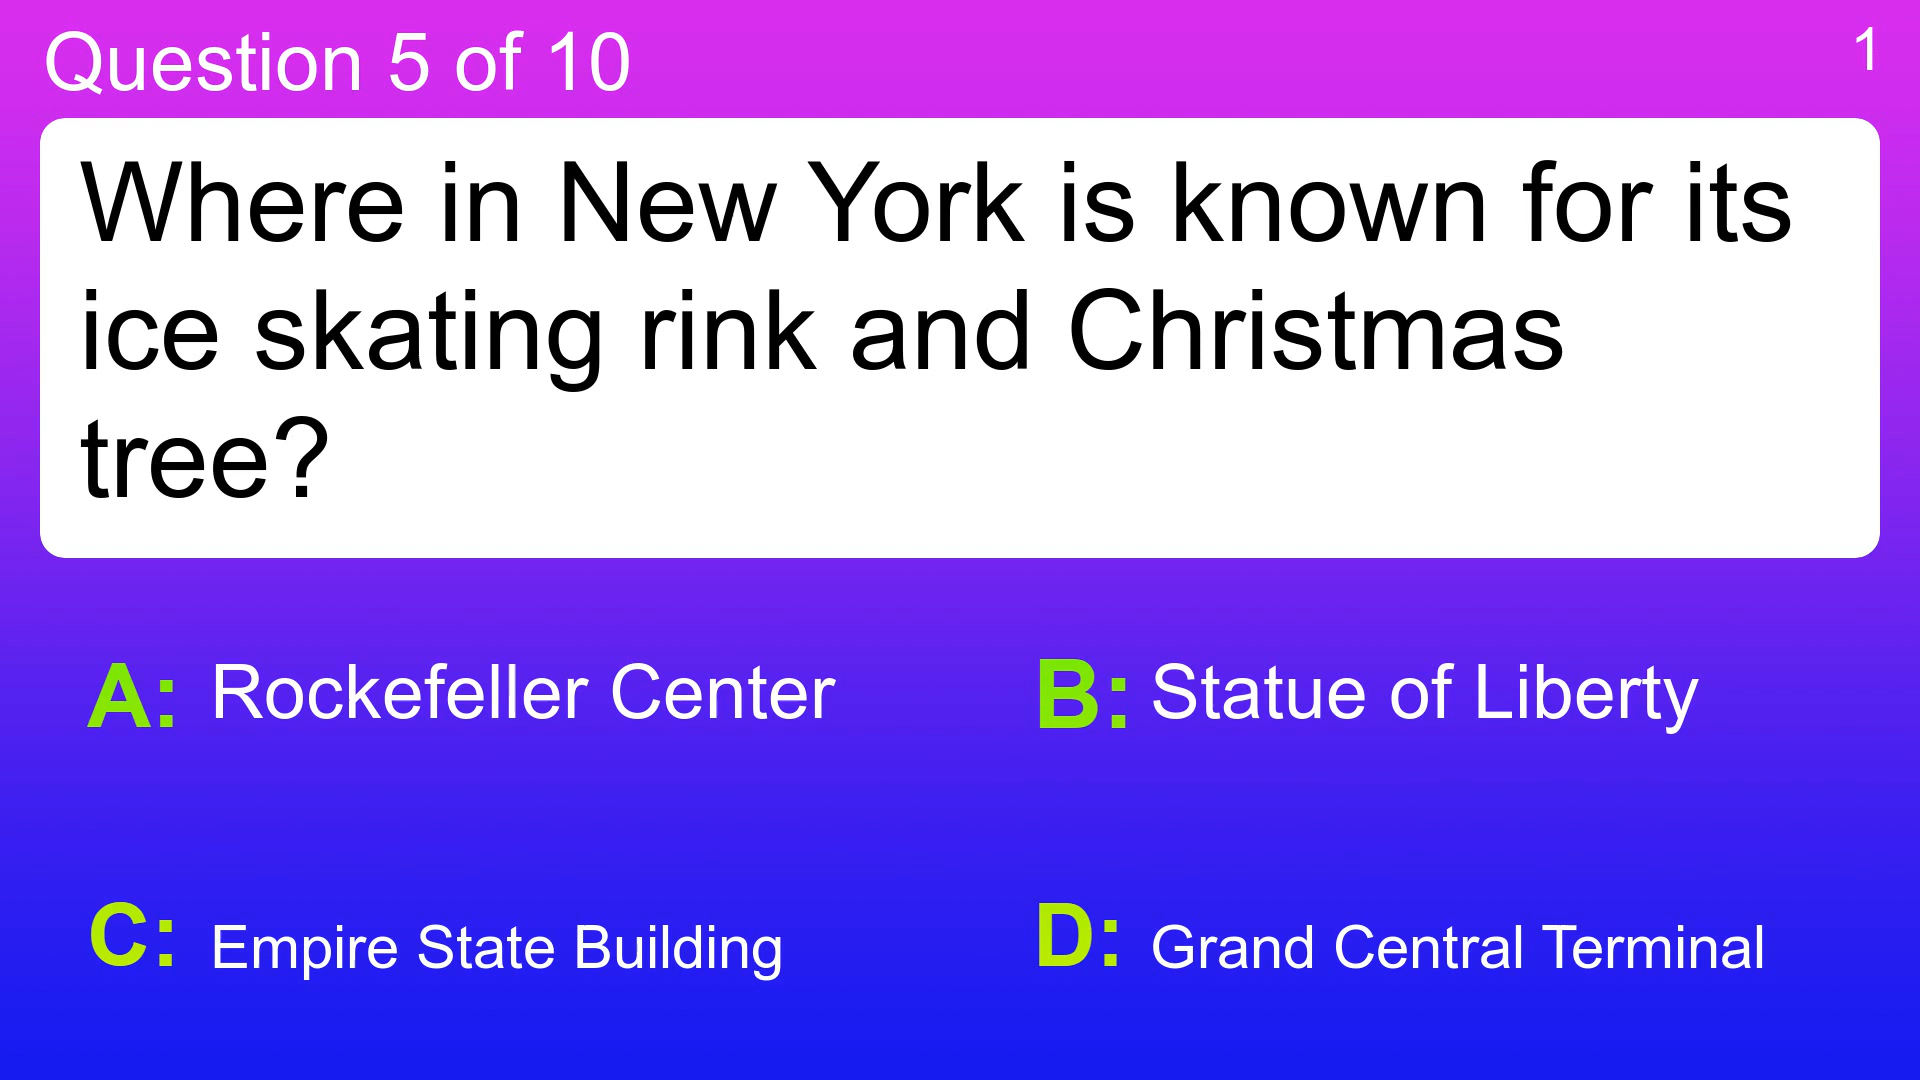 Question 5 of 10
1
Where in New York is known for its
ice skating rink and Christmas
tree?
A: Rockefeller Center
B: Statue of Liberty
C: Empire State Building
D: Grand Central Terminal